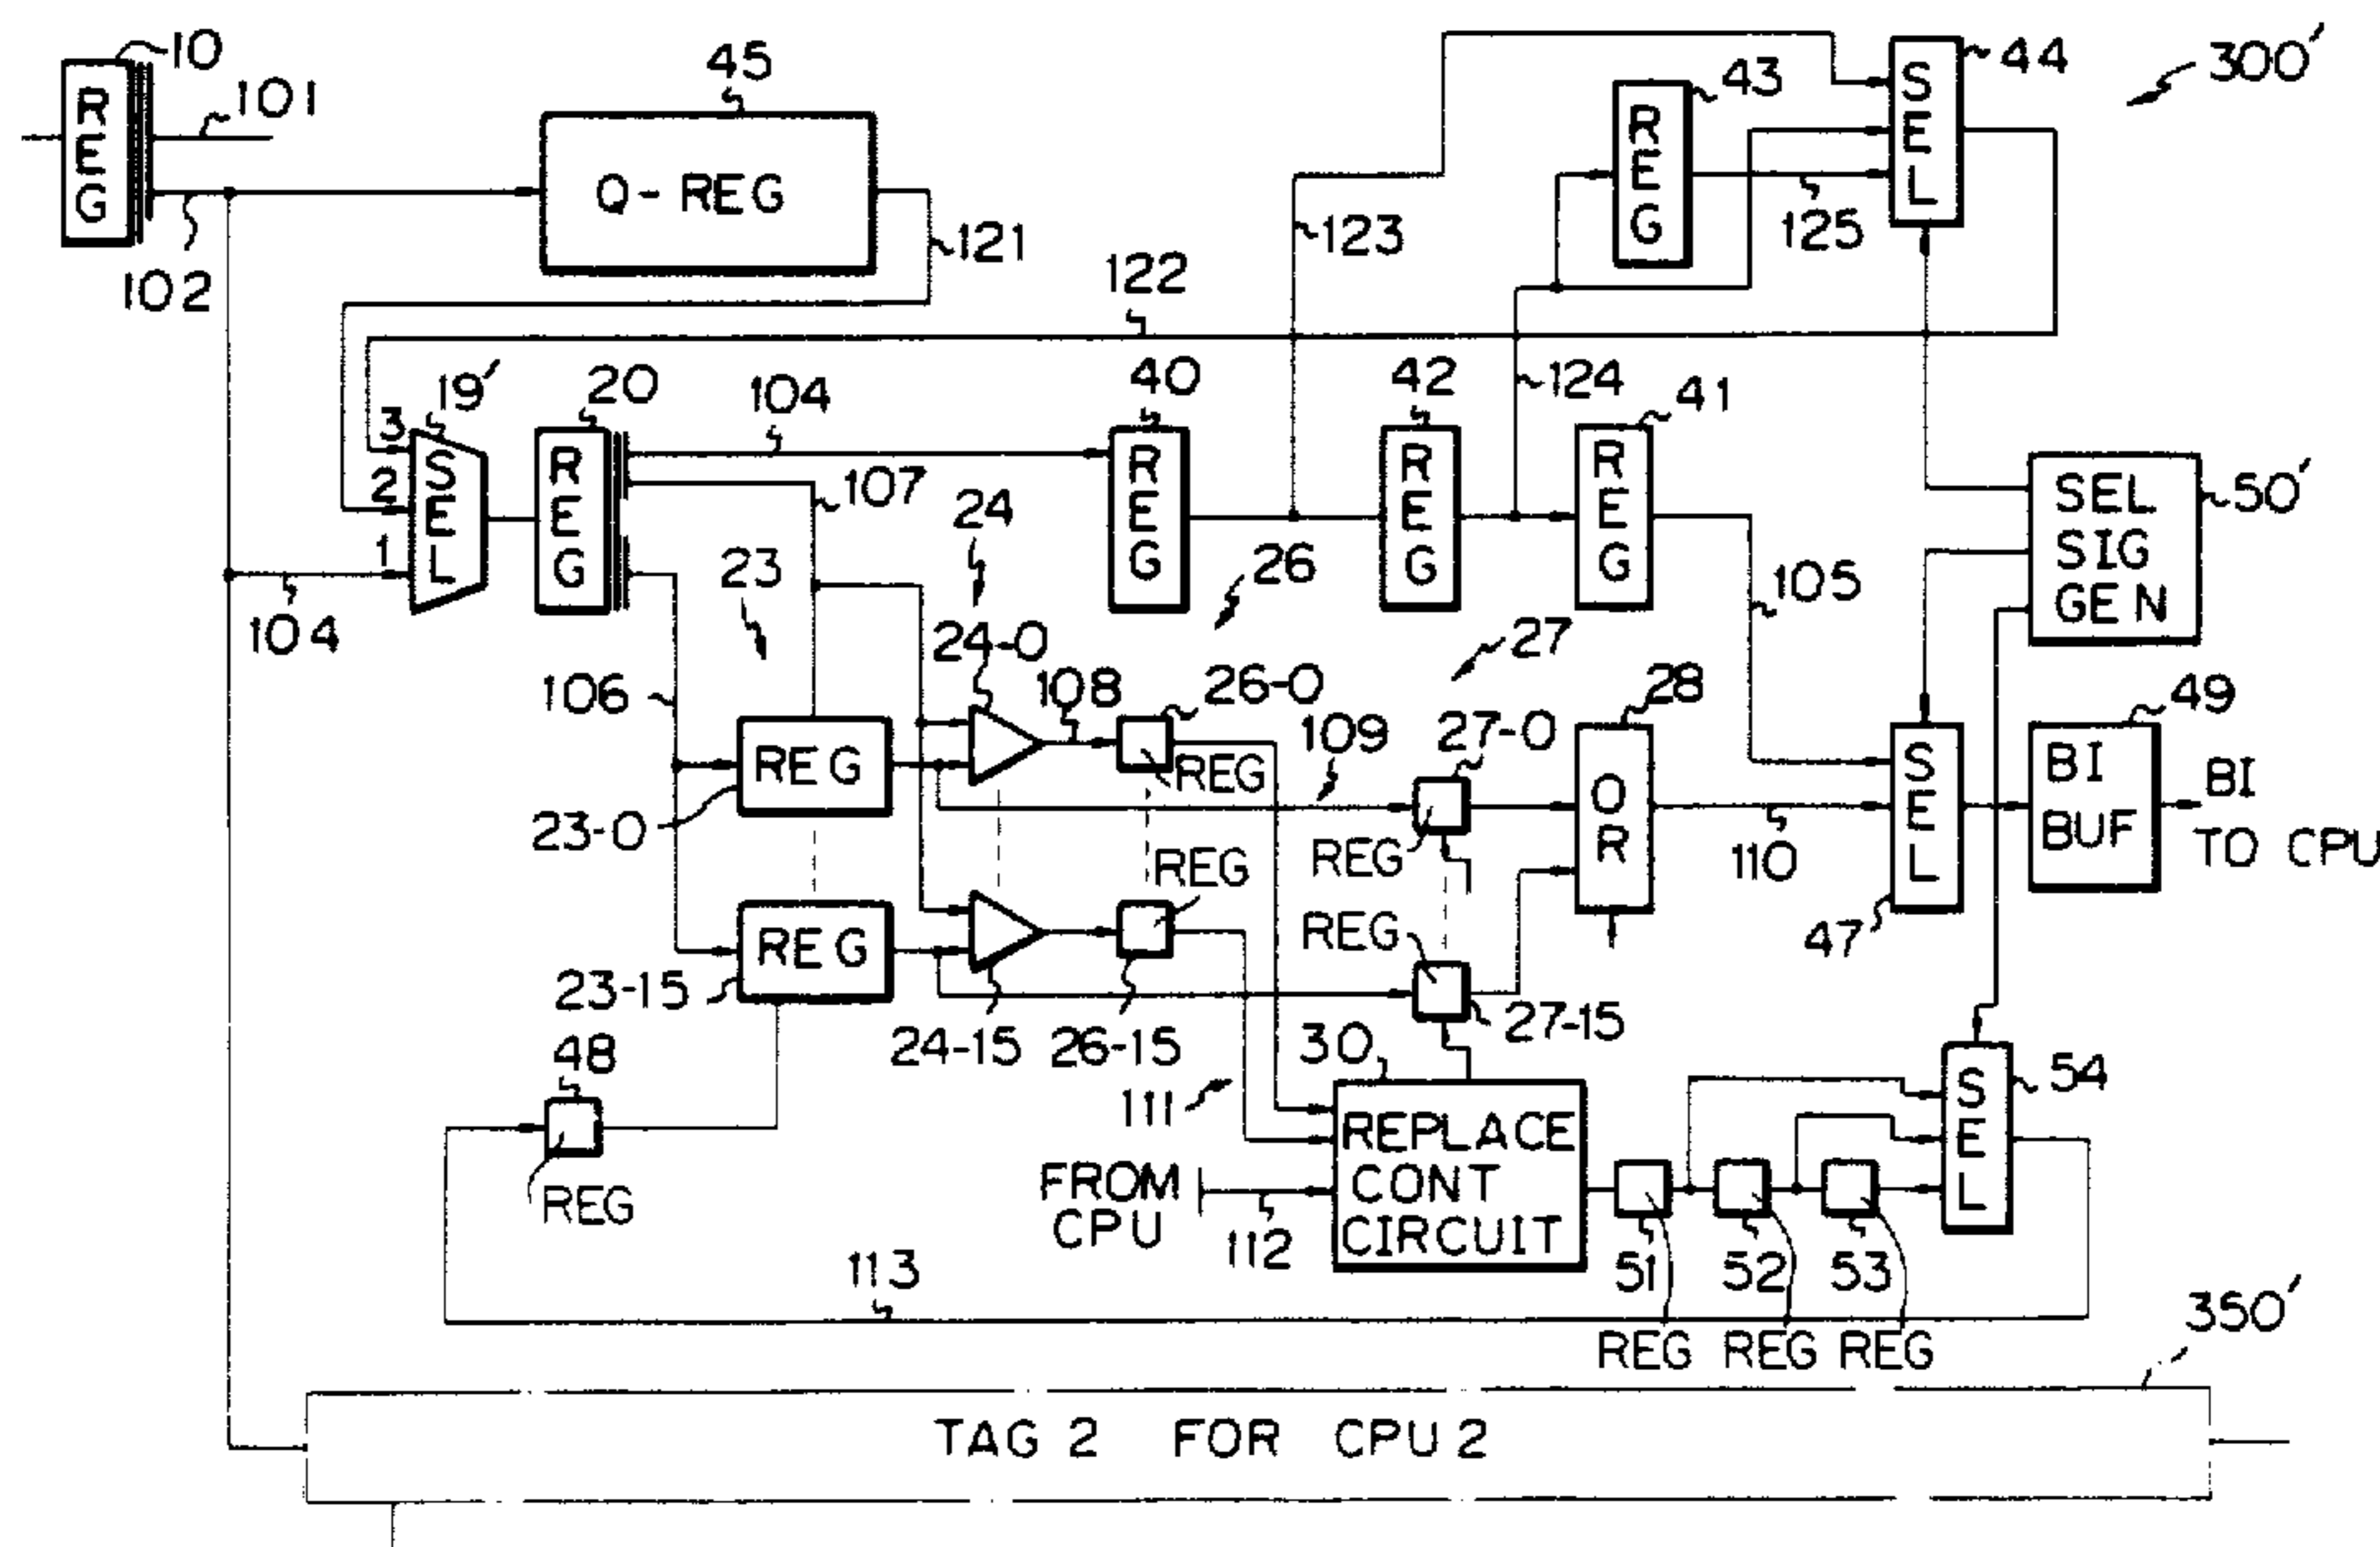 10
45
44
300'
REG
101
43
SEL
Q-REG
REG
102
121
122
123
125
19'
20
104
40
42
124
41
3
2
1
SEL
REG
107
24
REG
REG
REG
SEL SIG GEN
50'
104
23
26
105
24-0
27
106
108
26-0
109
27-0
28
49
REG
REG
REG
OR
110
SEL
BI BUF
BI TO CPU
23-0
REG
REG
REG
23-15
24-15
26-15
27-15
47
48
30
54
111
REG
FROM CPU
112
REPLACE CONT CIRCUIT
SEL
51
52
53
113
REG
REG
REG
350'
TAG 2 FOR CPU 2